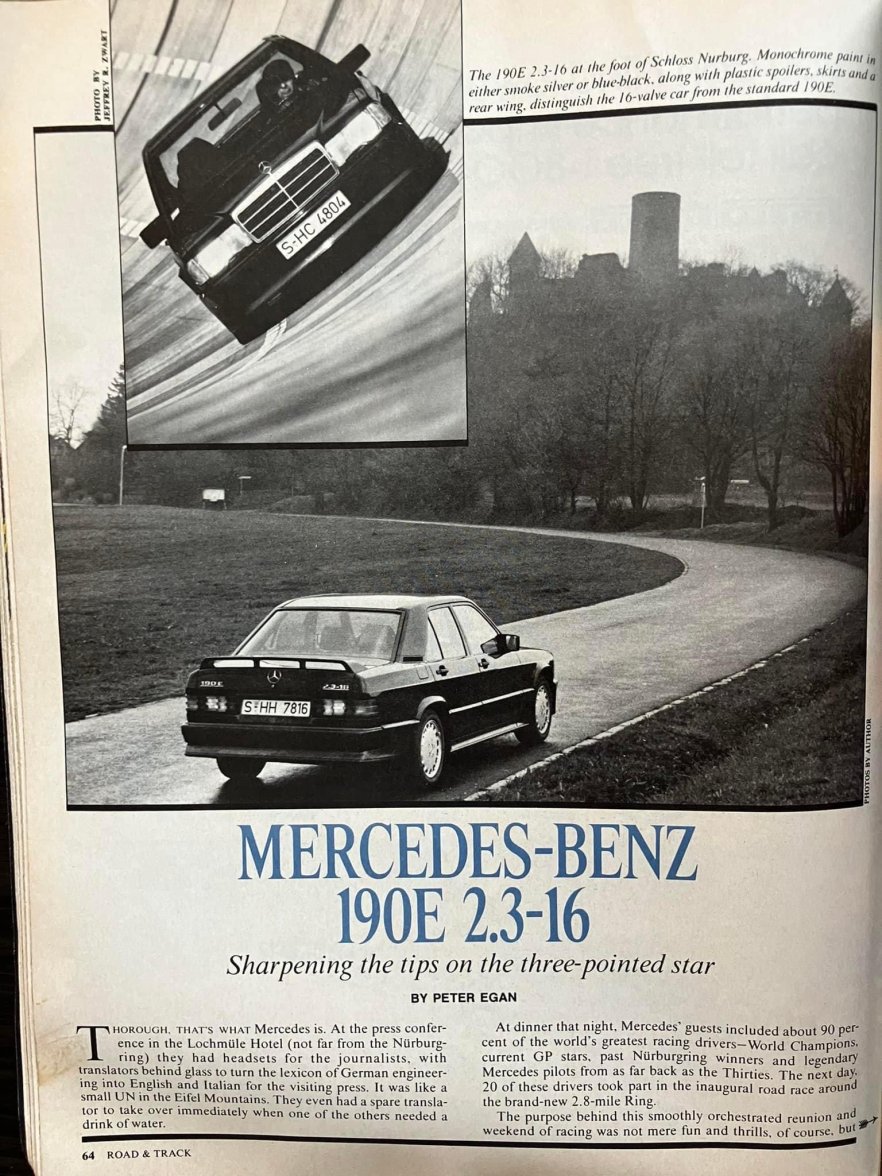 PHOTO BY
JEFFREY R. ZWART
The 190E 2.3-16 at the foot of Schloss Nurburg. Monochrome paint in
either smoke silver or blue-black, along with plastic spoilers, skirts and a
rear wing, distinguish the 16-valve car from the standard 190E.
S-HC 4804
190E
2.3-16
S-HH 7816
PHOTOS BY AUTHOR
MERCEDES-BENZ
190E 2.3-16
Sharpening the tips on the three-pointed star
BY PETER EGAN
THOROUGH, THAT'S WHAT Mercedes is. At the press confer-
ence in the Lochmüle Hotel (not far from the Nürburg-
ring) they had headsets for the journalists, with
translators behind glass to turn the lexicon of German engineer-
ing into English and Italian for the visiting press. It was like a
small UN in the Eifel Mountains. They even had a spare transla-
tor to take over immediately when one of the others needed a
drink of water.
At dinner that night, Mercedes' guests included about 90 per-
cent of the world's greatest racing drivers—World Champions,
current GP stars, past Nürburgring winners and legendary
Mercedes pilots from as far back as the Thirties. The next day,
20 of these drivers took part in the inaugural road race around
the brand-new 2.8-mile Ring.
The purpose behind this smoothly orchestrated reunion and
weekend of racing was not mere fun and thrills, of course, but
64 ROAD & TRACK